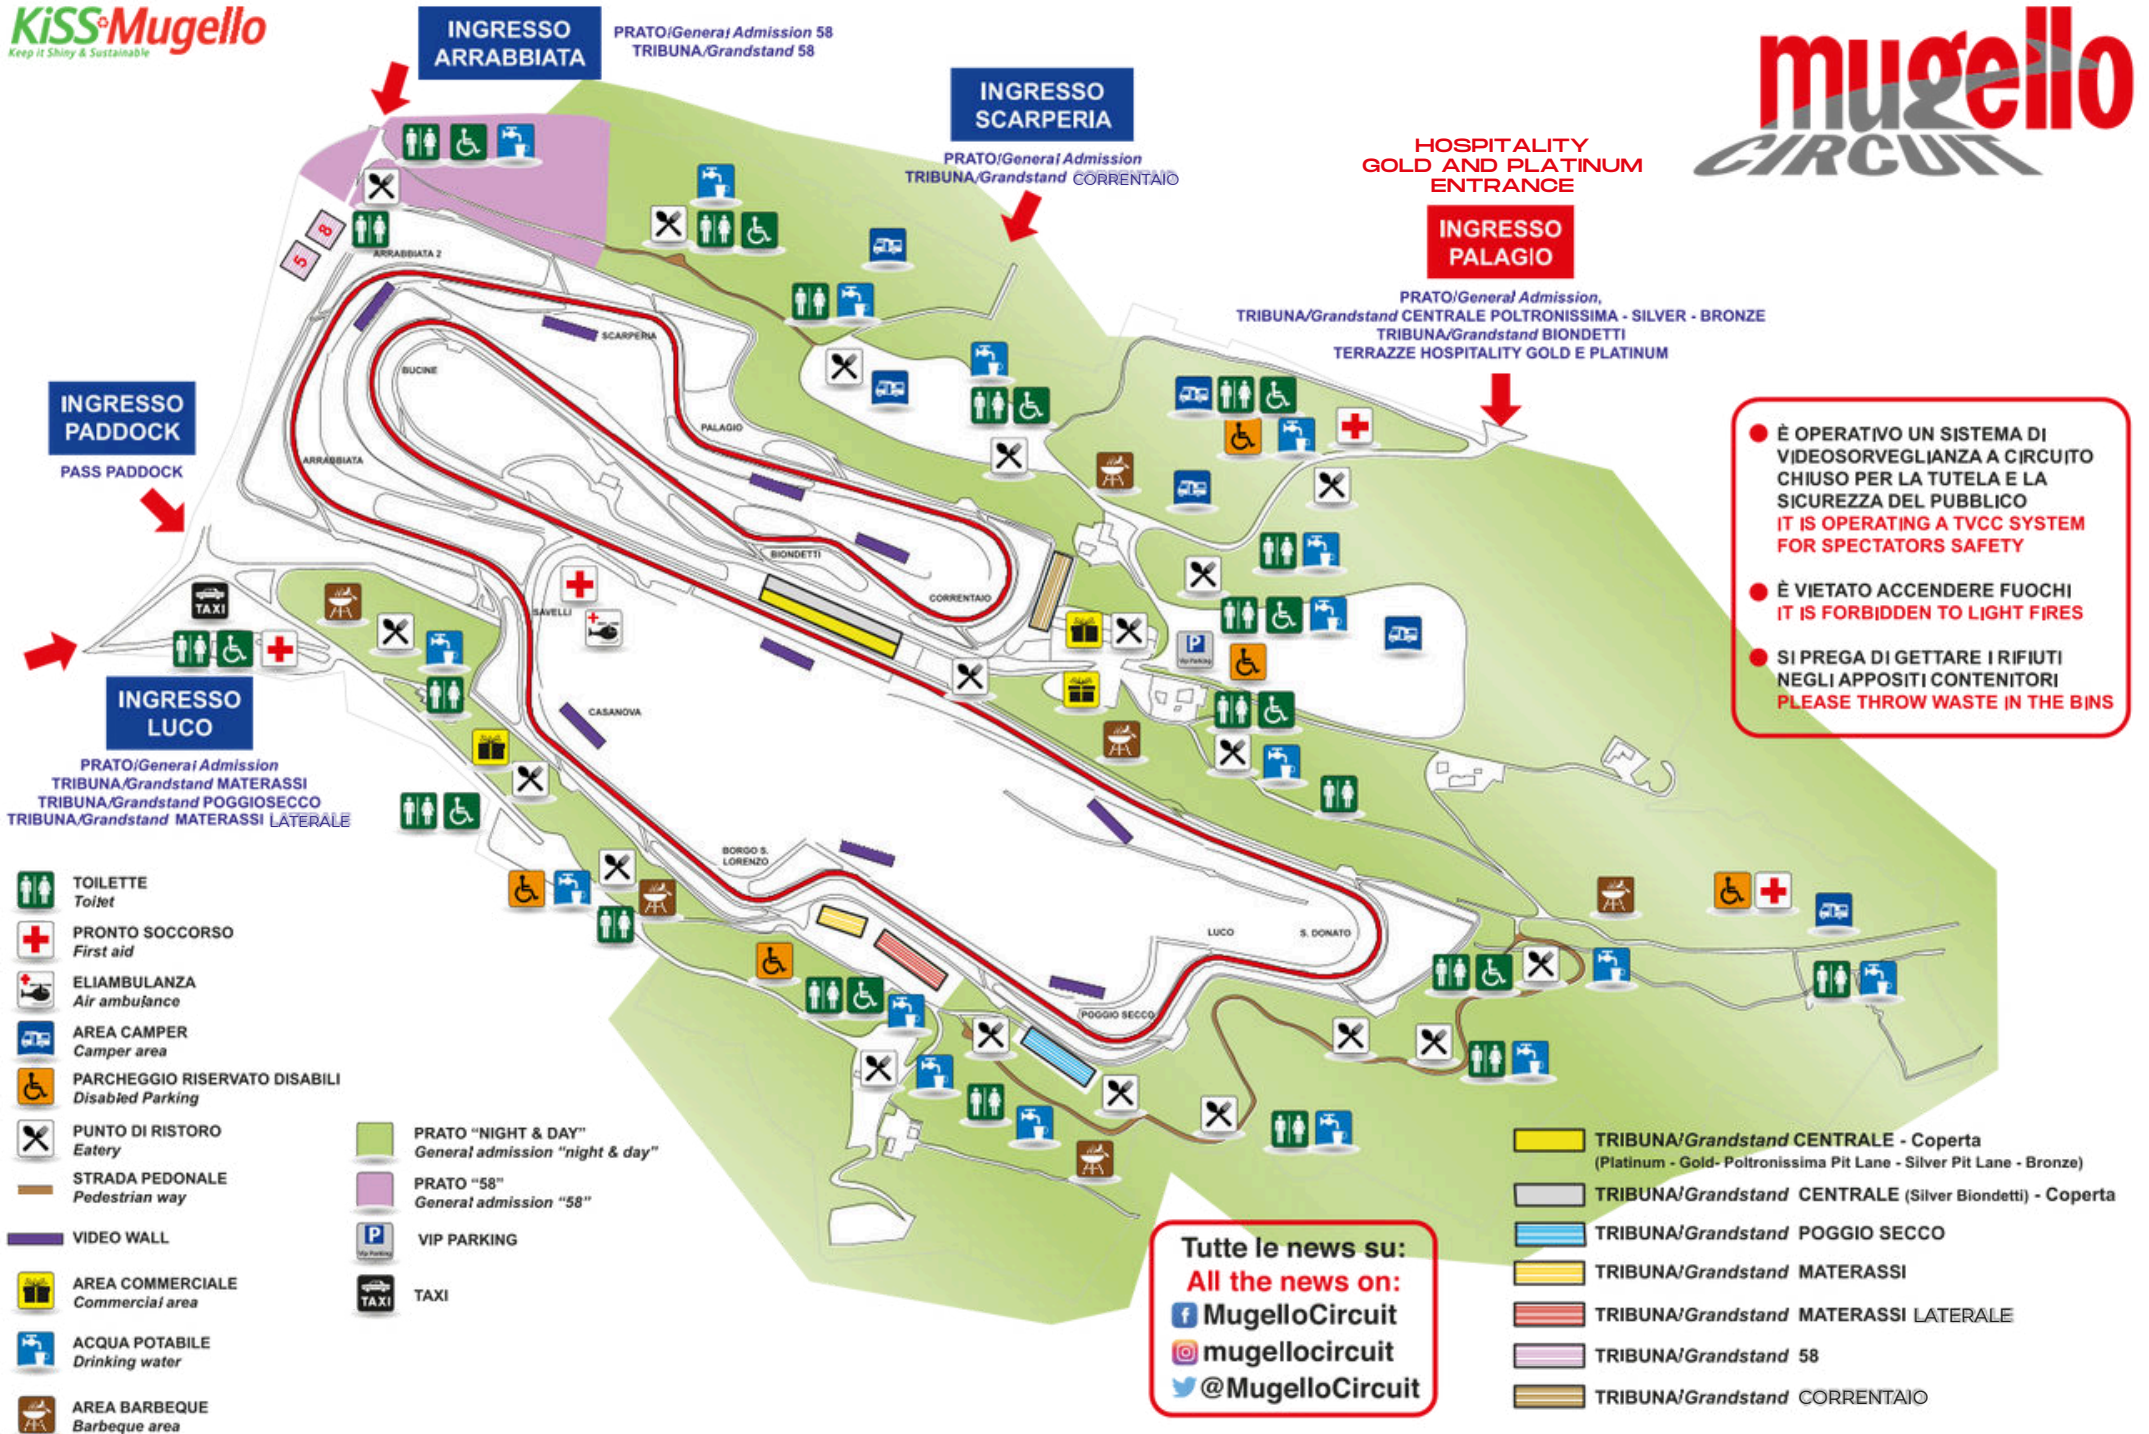 KiSS Mugello
Keep it Shiny & Sustainable
INGRESSO
ARRABBIATA
PRATO/General Admission 58
TRIBUNA/Grandstand 58
INGRESSO
SCARPERIA
PRATO/General Admission
TRIBUNA/Grandstand CORRENTAIO
HOSPITALITY
GOLD AND PLATINUM
ENTRANCE
INGRESSO
PALAGIO
PRATO/General Admission,
TRIBUNA/Grandstand CENTRALE POLTRONISSIMA - SILVER - BRONZE
TRIBUNA/Grandstand BIONDETTI
TERRAZZE HOSPITALITY GOLD E PLATINUM
mugello
CIRCUIT
INGRESSO
PADDOCK
PASS PADDOCK
INGRESSO
LUCO
PRATO/General Admission
TRIBUNA/Grandstand MATERASSI
TRIBUNA/Grandstand POGGIOSECCO
TRIBUNA/Grandstand MATERASSI LATERALE
8
5
ARRABBIATA 2
SCARPERIA
BUCINE
PALAGIO
ARRABBIATA
BIONDETTI
CORRENTAIO
SAVELLI
CASANOVA
BORGO S.
LORENZO
LUCO
S. DONATO
POGGIO SECCO
TAXI
P
Vip Parking
È OPERATIVO UN SISTEMA DI
VIDEOSORVEGLIANZA A CIRCUITO
CHIUSO PER LA TUTELA E LA
SICUREZZA DEL PUBBLICO
IT IS OPERATING A TVCC SYSTEM
FOR SPECTATORS SAFETY
È VIETATO ACCENDERE FUOCHI
IT IS FORBIDDEN TO LIGHT FIRES
SI PREGA DI GETTARE I RIFIUTI
NEGLI APPOSITI CONTENITORI
PLEASE THROW WASTE IN THE BINS
TOILETTE
Toilet
PRONTO SOCCORSO
First aid
ELIAMBULANZA
Air ambulance
AREA CAMPER
Camper area
PARCHEGGIO RISERVATO DISABILI
Disabled Parking
PUNTO DI RISTORO
Eatery
STRADA PEDONALE
Pedestrian way
VIDEO WALL
AREA COMMERCIALE
Commercial area
ACQUA POTABILE
Drinking water
AREA BARBEQUE
Barbeque area
PRATO “NIGHT & DAY”
General admission “night & day”
PRATO “58”
General admission “58”
P
Vip Parking
VIP PARKING
TAXI
TAXI
Tutte le news su:
All the news on:
MugelloCircuit
mugellocircuit
@MugelloCircuit
TRIBUNA/Grandstand CENTRALE - Coperta
(Platinum - Gold- Poltronissima Pit Lane - Silver Pit Lane - Bronze)
TRIBUNA/Grandstand CENTRALE (Silver Biondetti) - Coperta
TRIBUNA/Grandstand POGGIO SECCO
TRIBUNA/Grandstand MATERASSI
TRIBUNA/Grandstand MATERASSI LATERALE
TRIBUNA/Grandstand 58
TRIBUNA/Grandstand CORRENTAIO